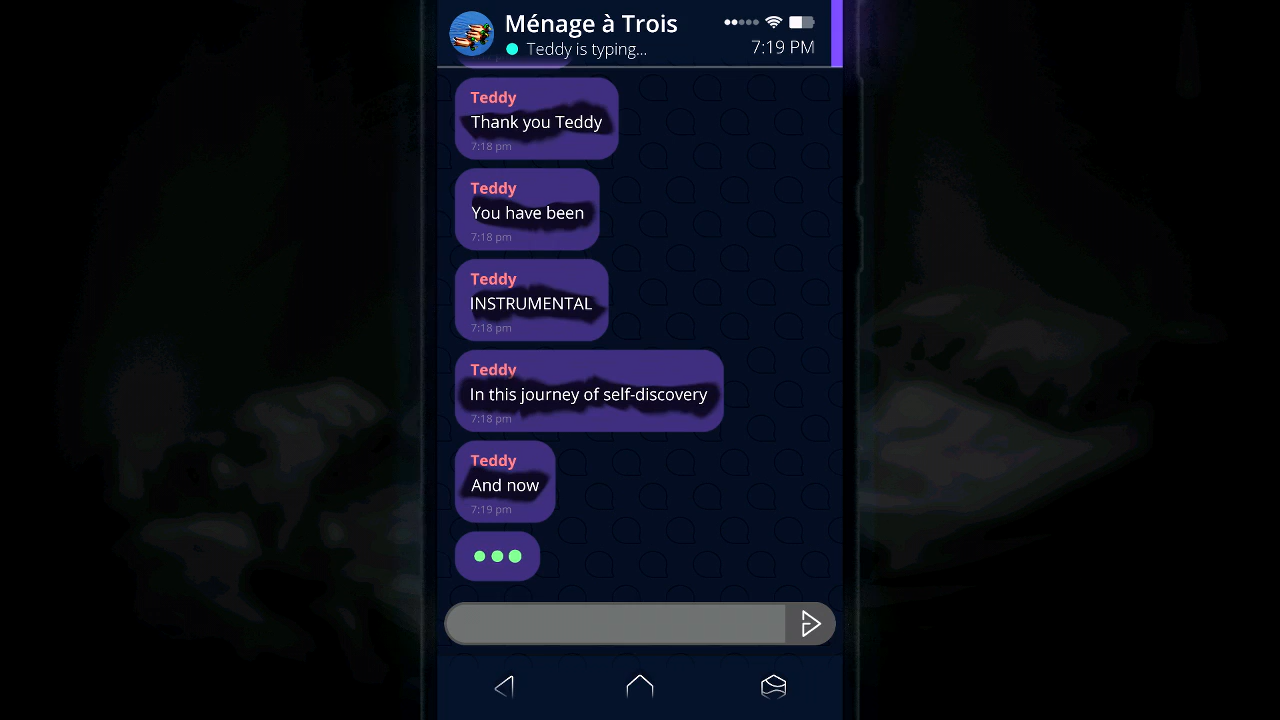 Ménage à Trois
Teddy is typing...
7:19 PM
Teddy
Thank you Teddy
7:18 pm
Teddy
You have been
7:18 pm
Teddy
INSTRUMENTAL
7:18 pm
Teddy
In this journey of self-discovery
7:18 pm
Teddy
And now
7:19 pm